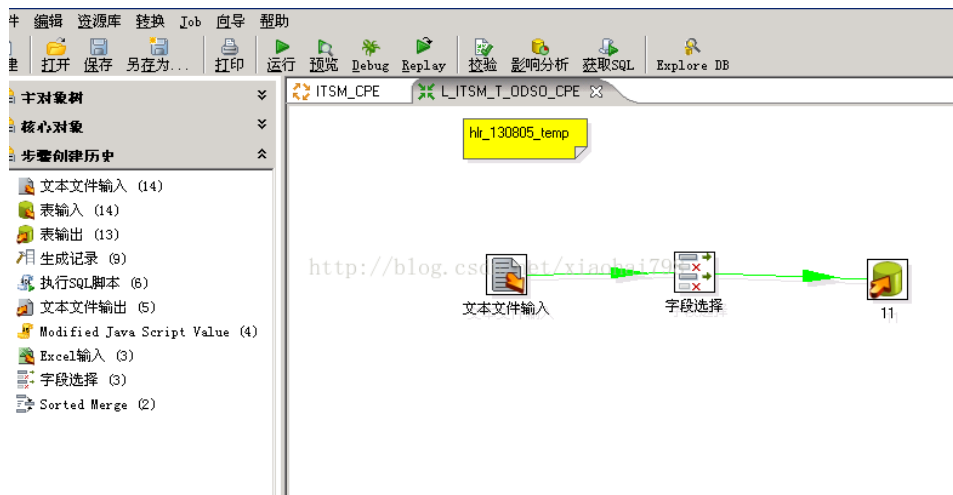 件 编辑 资源库 转换 Job 向导 帮助
建 打开 保存 另存为... 打印 运行 预览 Debug Replay 校验 影响分析 获取SQL Explore DB
主对象树
ITSM_CPE L_ITSM_T_ODSO_CPE
核心对象
hlr_130805_temp
步骤创建历史
文本文件输入 (14)
表输入 (14)
表输出 (13)
生成记录 (9)
执行SQL脚本 (6)
文本文件输出 (5)
Modified Java Script Value (4)
Excel输入 (3)
字段选择 (3)
Sorted Merge (2)
文本文件输入
字段选择
11